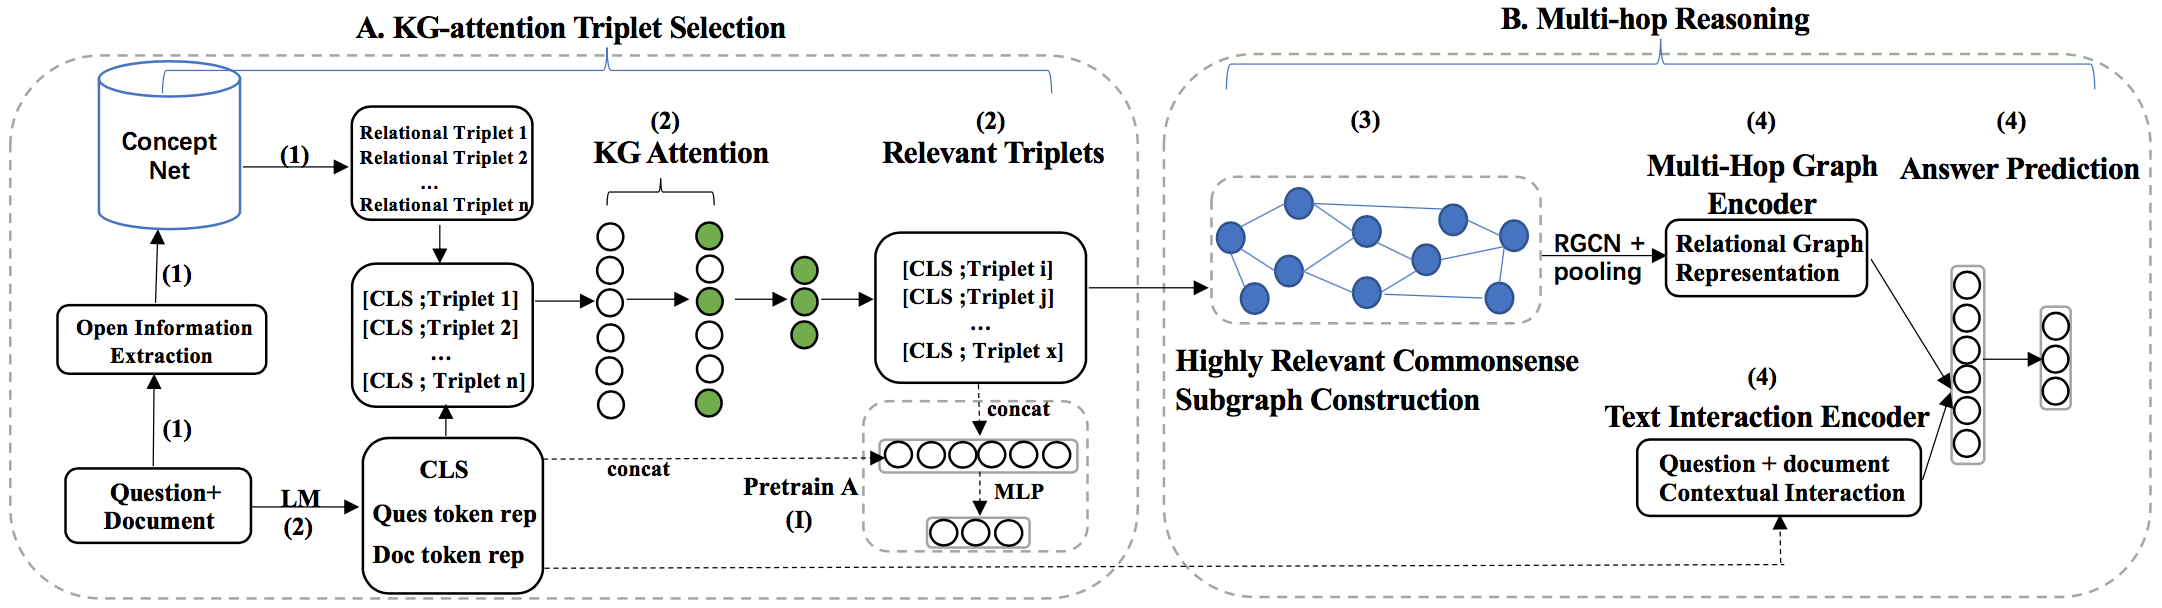 A. KG-attention Triplet Selection
Concept
Net
(1)
Relational Triplet 1
Relational Triplet 2
...
Relational Triplet n
(1)
Open Information
Extraction
(1)
Question+
Document
LM
(2)
[CLS ;Triplet 1]
[CLS ;Triplet 2]
...
[CLS ; Triplet n]
CLS
Ques token rep
Doc token rep
(2)
KG Attention
(2)
Relevant Triplets
[CLS ;Triplet i]
[CLS ;Triplet j]
...
[CLS ; Triplet x]
concat
concat
Pretrain A
(I)
MLP
B. Multi-hop Reasoning
(3)
Highly Relevant Commonsense
Subgraph Construction
RGCN +
pooling
(4)
Multi-Hop Graph
Encoder
Relational Graph
Representation
(4)
Text Interaction Encoder
Question + document
Contextual Interaction
(4)
Answer Prediction